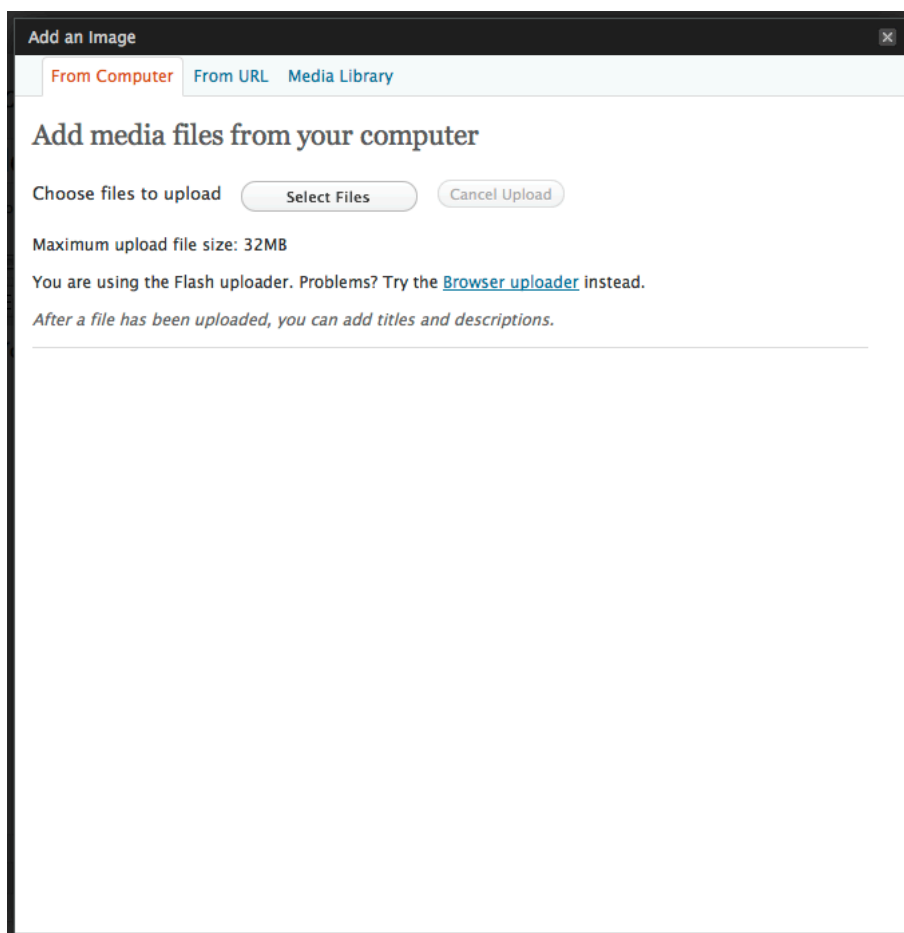 Add an Image
From Computer From URL Media Library
Add media files from your computer
Choose files to upload Select Files Cancel Upload
Maximum upload file size: 32MB
You are using the Flash uploader. Problems? Try the Browser uploader instead.
After a file has been uploaded, you can add titles and descriptions.